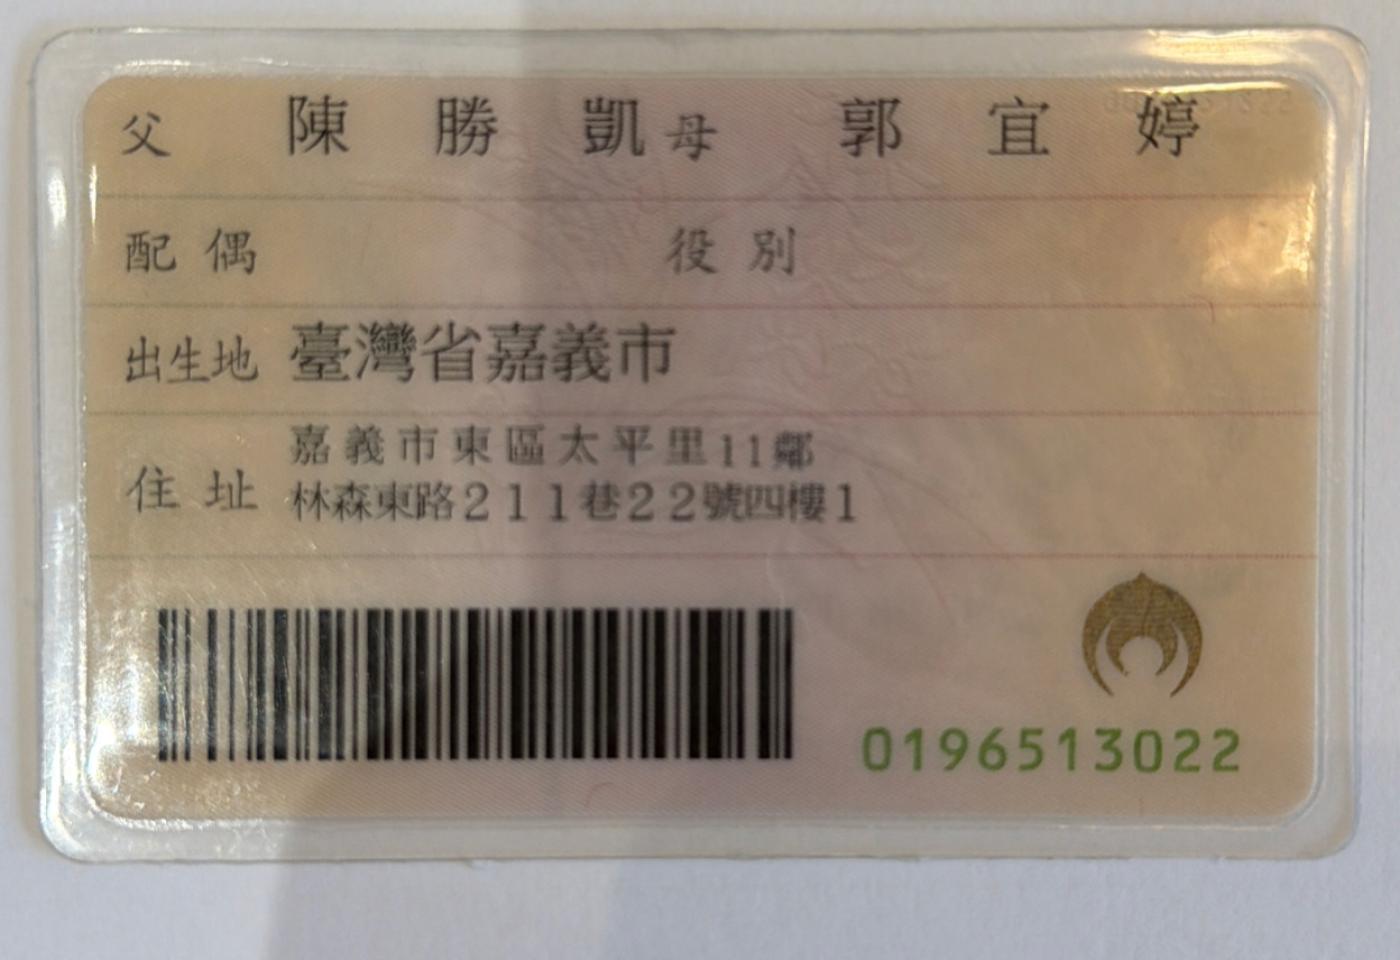 父 陳勝凱 母 郭宜婷
配偶 役別
出生地 臺灣省嘉義市
住址 嘉義市東區太平里11鄰
林森東路211巷22號四樓1
0196513022